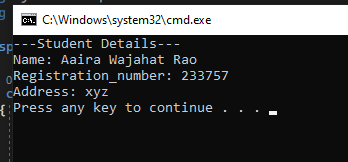 C:\Windows\system32\cmd.exe
---Student Details---
Name: Aaira Wajahat Rao
Registration_number: 233757
Address: xyz
Press any key to continue . . .